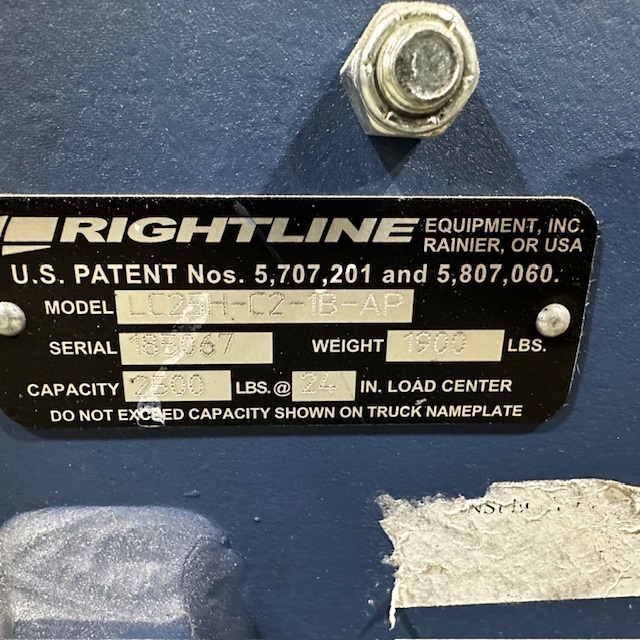 RIGHTLINE EQUIPMENT, INC.
RAINIER, OR USA
U.S. PATENT Nos. 5,707,201 and 5,807,060.
MODEL LC25H-C2-1B-AP
SERIAL 185067 WEIGHT 1900 LBS.
CAPACITY 2500 LBS.@ 24 IN. LOAD CENTER
DO NOT EXCEED CAPACITY SHOWN ON TRUCK NAMEPLATE